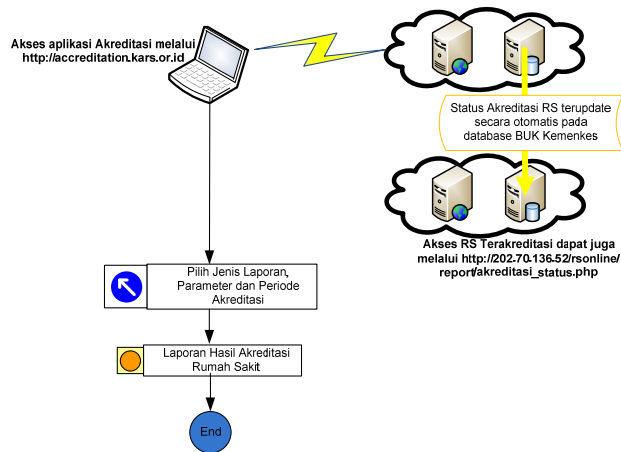 Akses aplikasi Akreditasi melalui
http://accreditation.kars.or.id
Status Akreditasi RS terupdate
secara otomatis pada
database BUK Kemenkes
Akses RS Terakreditasi dapat juga
melalui http://202-70-136-52/rsonline/
report/akreditasi_status.php
Pilih Jenis Laporan,
Parameter dan Periode
Akreditasi
Laporan Hasil Akreditasi
Rumah Sakit
End